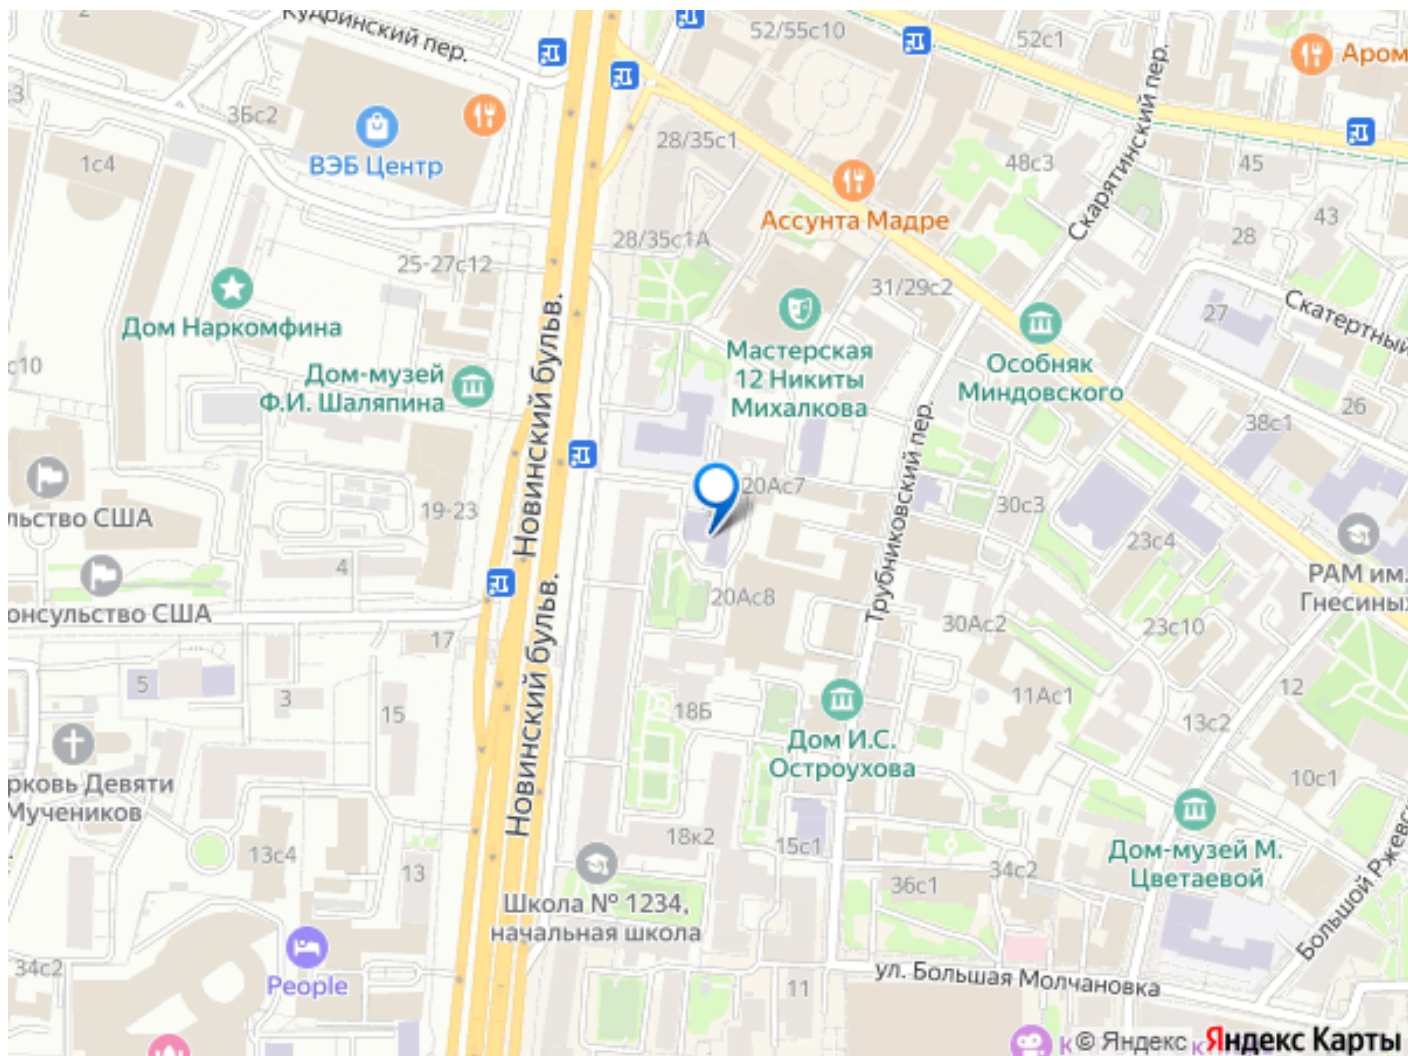 Кудринский пер.
2
52/55с10
52с1
Аром
3
3Бс2
1с4
ВЭБ Центр
28/35с1
Ассунта Мадре
48с3
Скарятинский пер.
45
43
28
28/35с1А
25-27с12
31/29с2
Дом Наркомфина
Новинский бульв.
27
Скатертный
с10
Дом-музей
Ф.И. Шаляпина
Мастерская
12 Никиты
Михалкова
Особняк
Миндовского
26
38с1
Трубниковский пер.
20Ас7
30с3
льство США
19-23
23с4
4
РАМ им.
Гнесиных
онсульство США
20Ас8
30Ас2
23с10
17
Новинский бульв.
5
3
15
18Б
11Ас1
12
13с2
Дом И.С.
Остроухова
рковь Девяти
Мучеников
10с1
13с4
13
18к2
15с1
34с2
36с1
Дом-музей М.
Цветаевой
Большой Ржевс
Школа № 1234,
начальная школа
34с2
People
ул. Большая Молчановка
11
© Яндекс Яндекс Карты